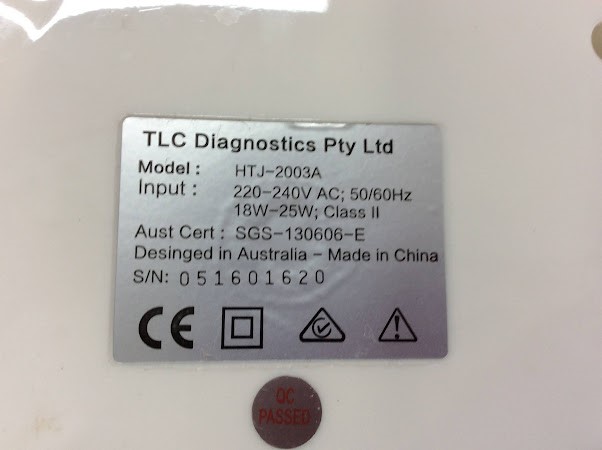 TLC Diagnostics Pty Ltd
Model : HTJ-2003A
Input : 220-240V AC; 50/60Hz
18W-25W; Class II
Aust Cert : SGS-130606-E
Desinged in Australia - Made in China
S/N: 051601620
CE
QC
PASSED